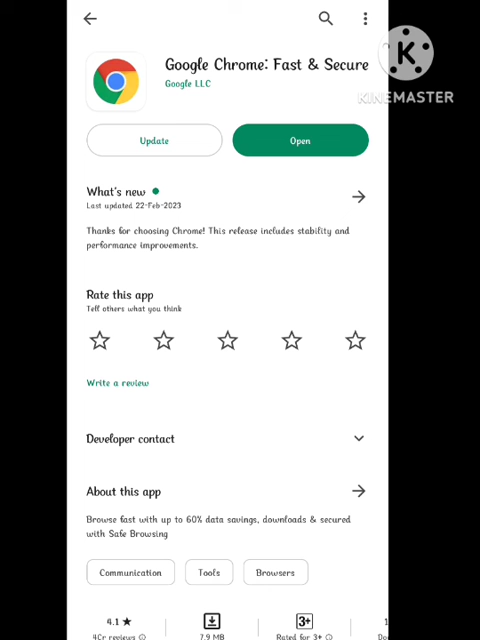 Google Chrome: Fast & Secure
Google LLC
K
KINEMASTER
Update
Open
What's new
Last updated 22-Feb-2023
Thanks for choosing Chrome! This release includes stability and
performance improvements.
Rate this app
Tell others what you think
Write a review
Developer contact
About this app
Browse fast with up to 60% data savings, downloads & secured
with Safe Browsing
Communication
Tools
Browsers
4.1 ★
3+
4Cr reviews
7.9 MB
Rated for 3+